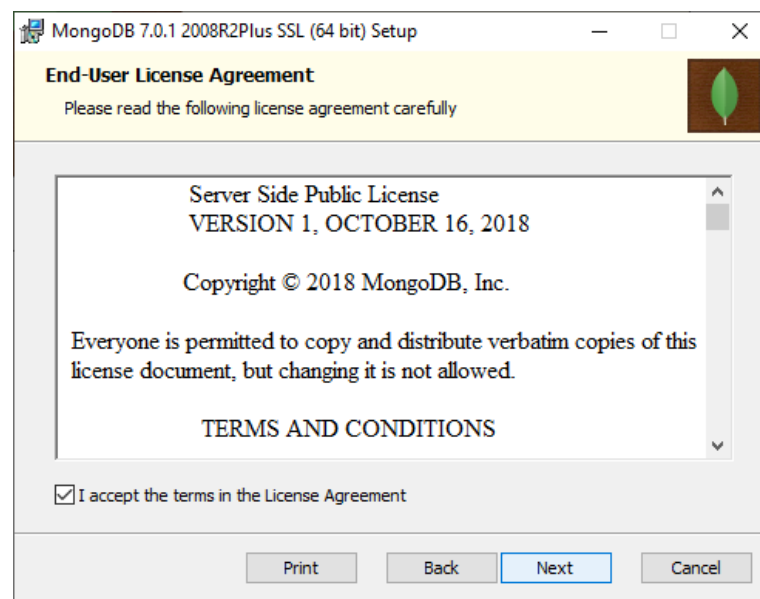 MongoDB 7.0.1 2008R2Plus SSL (64 bit) Setup
End-User License Agreement
Please read the following license agreement carefully
Server Side Public License
VERSION 1, OCTOBER 16, 2018
Copyright © 2018 MongoDB, Inc.
Everyone is permitted to copy and distribute verbatim copies of this
license document, but changing it is not allowed.
TERMS AND CONDITIONS
I accept the terms in the License Agreement
Print Back Next Cancel